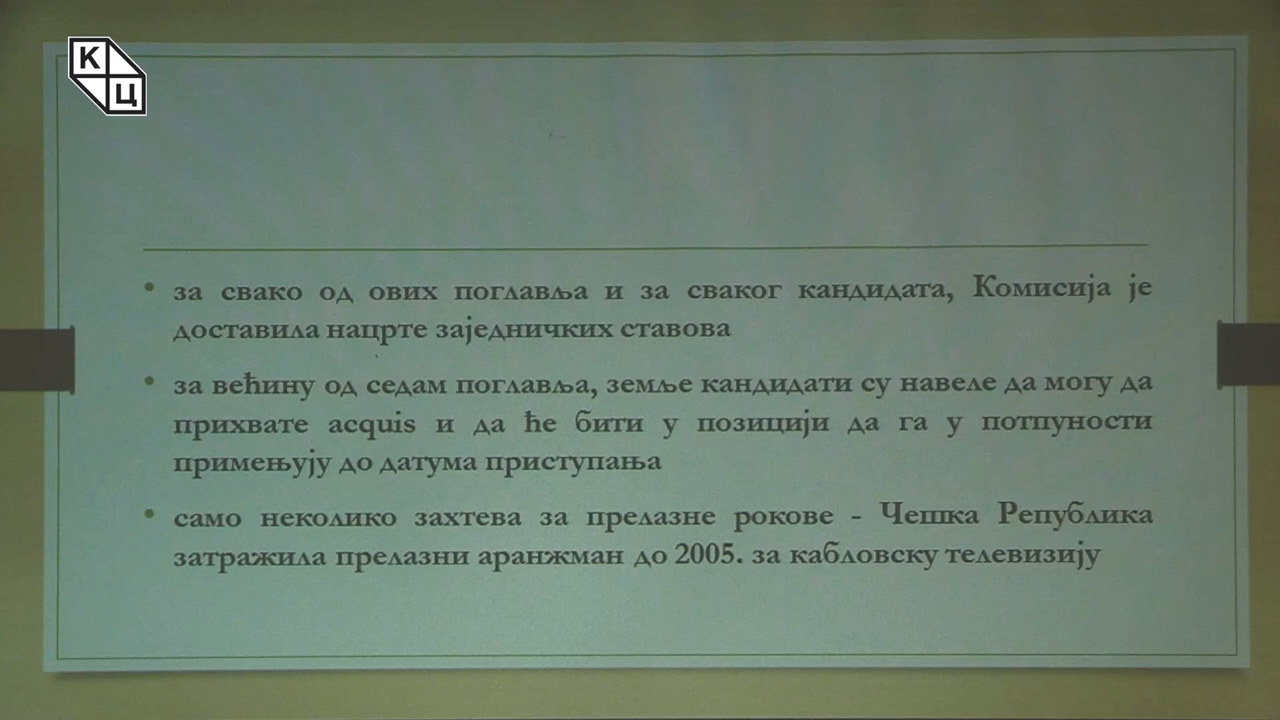 К
Ц
• за свако од ових поглавља и за сваког кандидата, Комисија је
доставила нацрте заједничких ставова
• за већину од седам поглавља, земље кандидати су навеле да могу да
прихвате acquis и да ће бити у позицији да га у потпуности
примењују до датума приступања
• само неколико захтева за прелазне рокове - Чешка Република
затражила прелазни аранжман до 2005. за кабловску телевизију